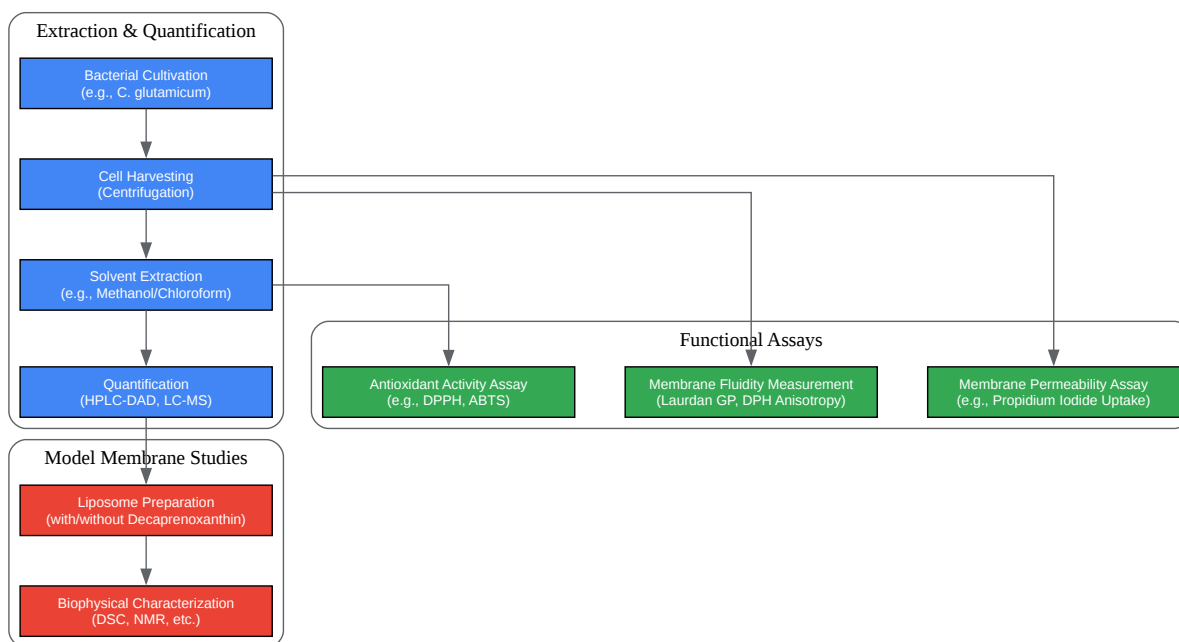 Extraction & Quantification
Bacterial Cultivation
(e.g., C. glutamicum)
Cell Harvesting
(Centrifugation)
Solvent Extraction
(e.g., Methanol/Chloroform)
Quantification
(HPLC-DAD, LC-MS)
Functional Assays
Antioxidant Activity Assay
(e.g., DPPH, ABTS)
Membrane Fluidity Measurement
(Laurdan GP, DPH Anisotropy)
Membrane Permeability Assay
(e.g., Propidium Iodide Uptake)
Model Membrane Studies
Liposome Preparation
(with/without Decaprenoxanthin)
Biophysical Characterization
(DSC, NMR, etc.)